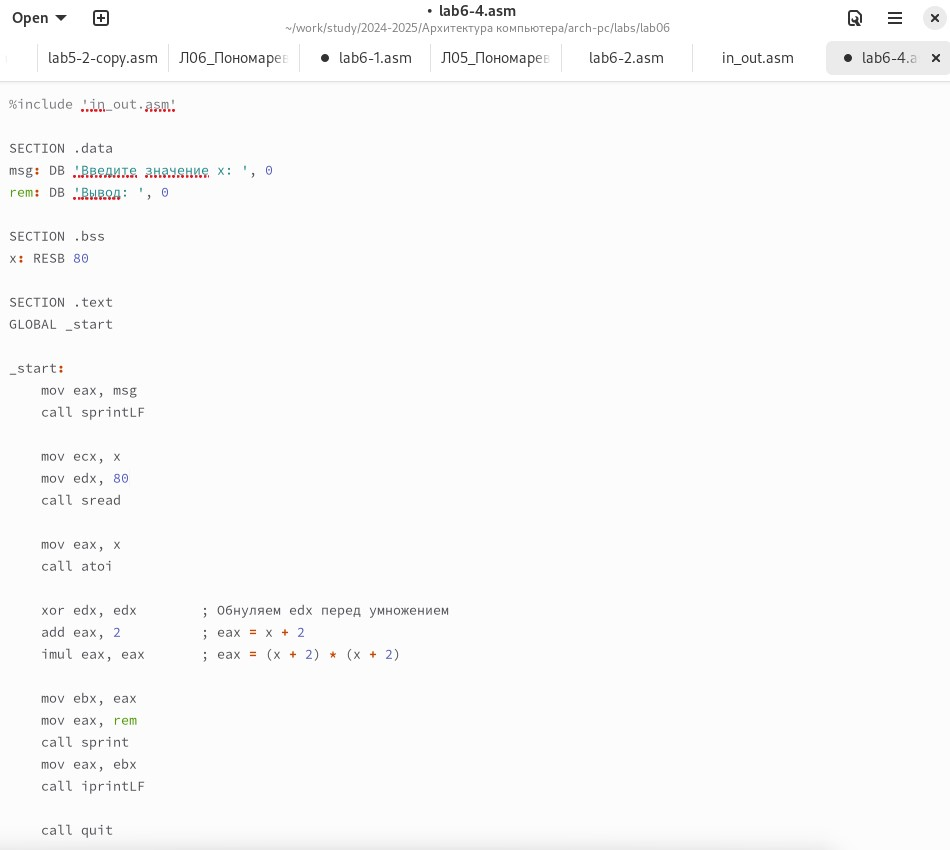 Open
• lab6-4.asm
~/work/study/2024-2025/Архитектура компьютера/arch-pc/labs/lab06
lab5-2-copy.asm Л06_Пономарев lab6-1.asm Л05_Пономарев lab6-2.asm in_out.asm lab6-4.a
%include 'in_out.asm'
SECTION .data
msg: DB 'Введите значение x: ', 0
rem: DB 'Вывод: ', 0
SECTION .bss
x: RESB 80
SECTION .text
GLOBAL _start
_start:
mov eax, msg
call sprintLF
mov ecx, x
mov edx, 80
call sread
mov eax, x
call atoi
xor edx, edx ; Обнуляем edx перед умножением
add eax, 2 ; eax = x + 2
imul eax, eax ; eax = (x + 2) * (x + 2)
mov ebx, eax
mov eax, rem
call sprint
mov eax, ebx
call iprintLF
call quit